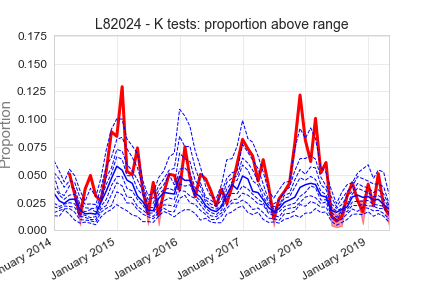 L82024 - K tests: proportion above range
Proportion
0.175
0.150
0.125
0.100
0.075
0.050
0.025
0.000
nuary 2014
January 2015
January 2016
January 2017
January 2018
January 2019